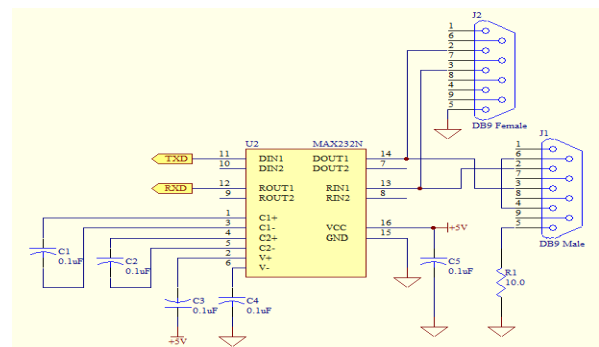 J2
1
6
2
7
3
8
4
9
5
DB9 Female
J1
1
6
2
7
3
8
4
9
5
DB9 Male
U2 MAX232N
TXD 11 DIN1 DOUT1 14
10 DIN2 DOUT2 7
RXD 12 ROUT1 RIN1 13
9 ROUT2 RIN2 8
1 C1+
3 C1- VCC 16 +5V
4 C2+ GND 15
5 C2-
2 V+
6 V-
C1
0.1uF
C2
0.1uF
C3
0.1uF
+5V
C4
0.1uF
C5
0.1uF
R1
10.0